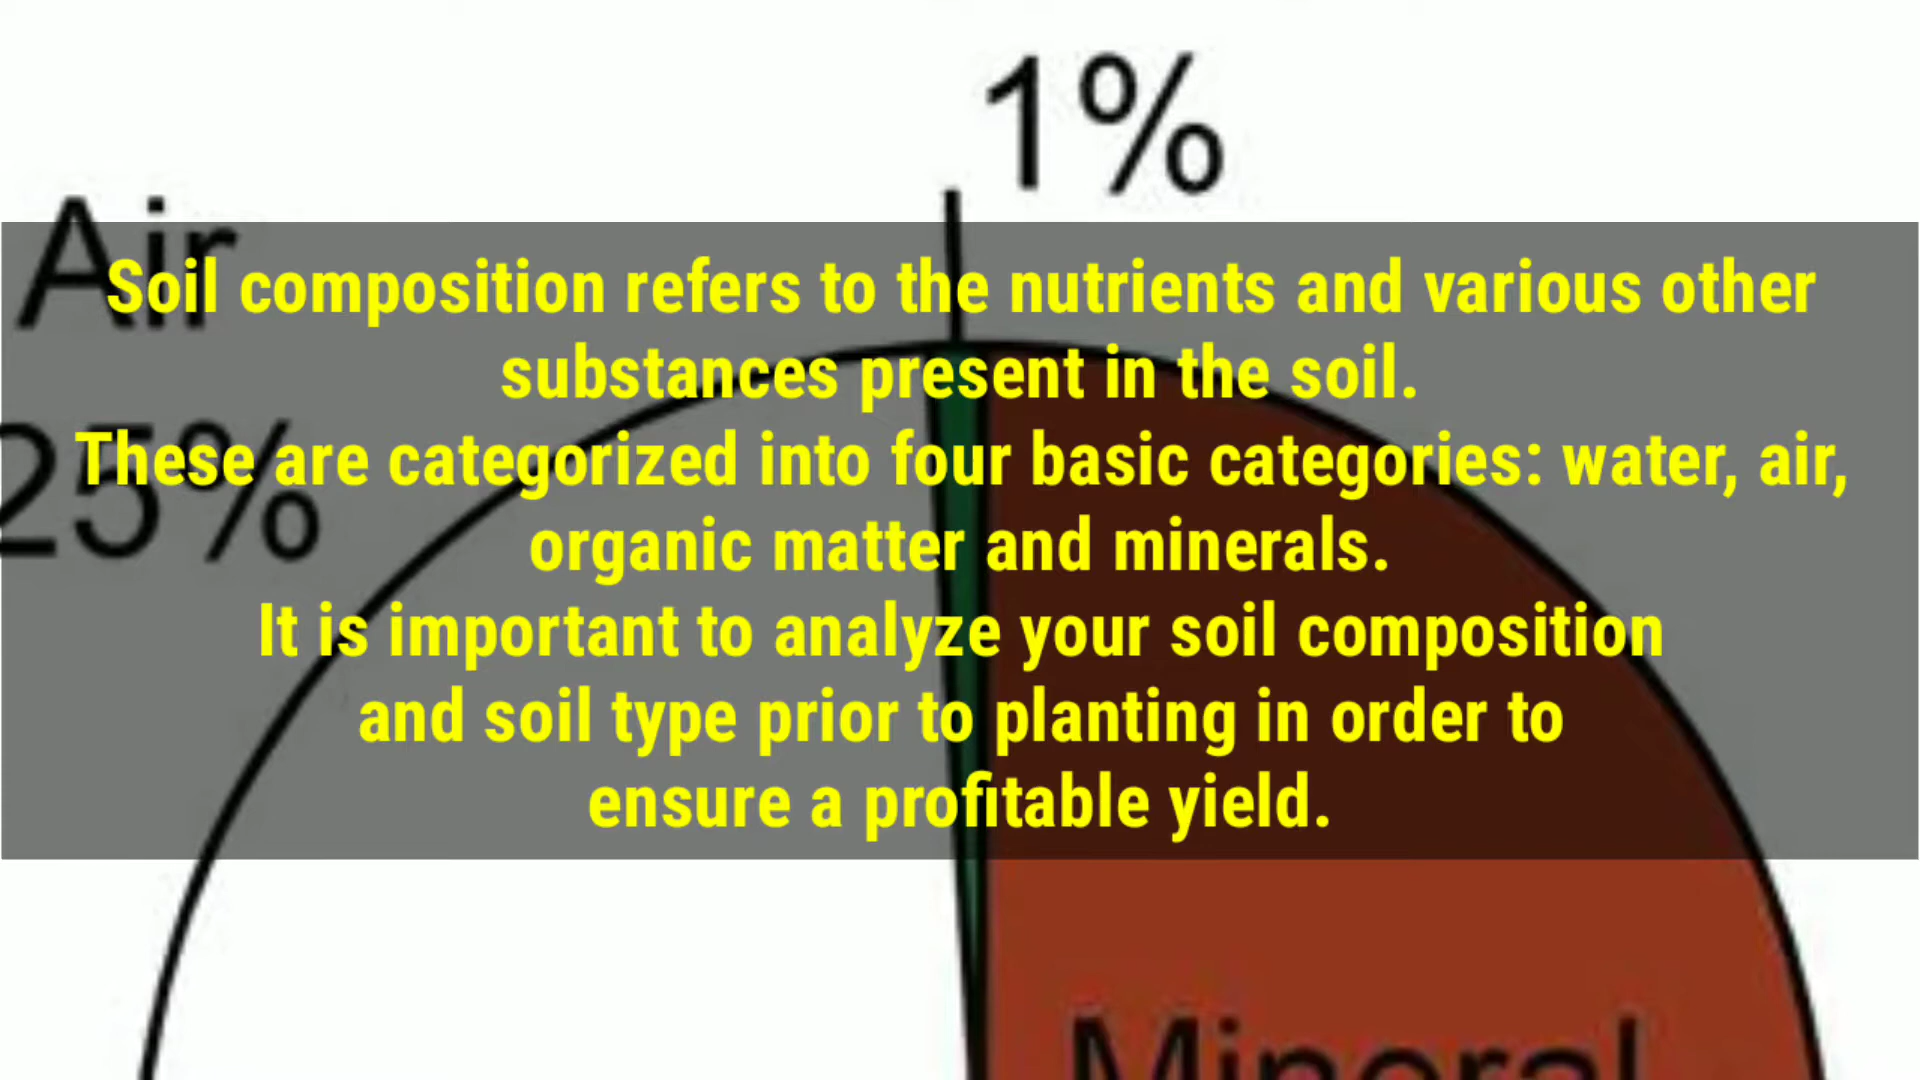 1%
Air
25%
Soil composition refers to the nutrients and various other
substances present in the soil.
These are categorized into four basic categories: water, air,
organic matter and minerals.
It is important to analyze your soil composition
and soil type prior to planting in order to
ensure a profitable yield.
Mineral